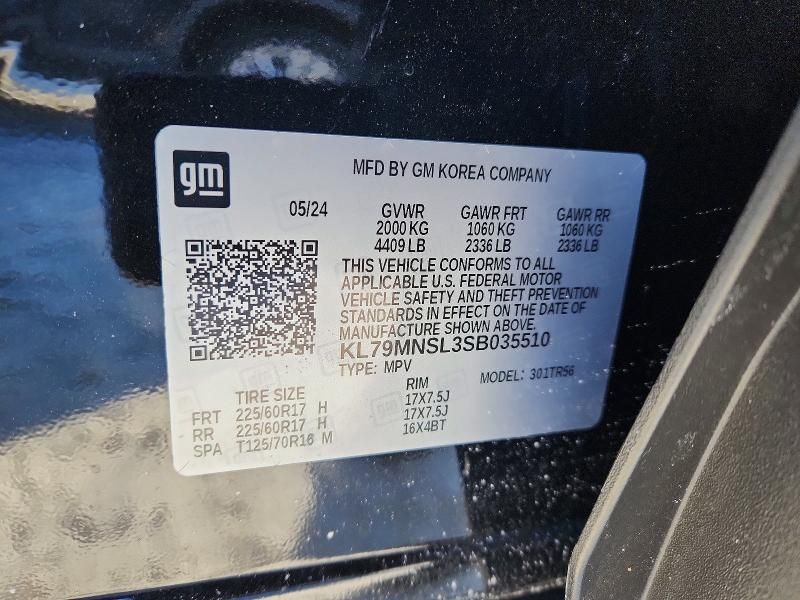 gm
MFD BY GM KOREA COMPANY
05/24 GVWR GAWR FRT GAWR RR
2000 KG 1060 KG 1060 KG
4409 LB 2336 LB 2336 LB
THIS VEHICLE CONFORMS TO ALL
APPLICABLE U.S. FEDERAL MOTOR
VEHICLE SAFETY AND THEFT PREVENTION
STANDARDS IN EFFECT ON THE DATE OF
MANUFACTURE SHOWN ABOVE.
KL79MNSL3SB035510
TYPE: MPV MODEL: 301TR56
TIRE SIZE RIM
FRT 225/60R17 H 17X7.5J
RR 225/60R17 H 17X7.5J
SPA T125/70R16 M 16X4BT